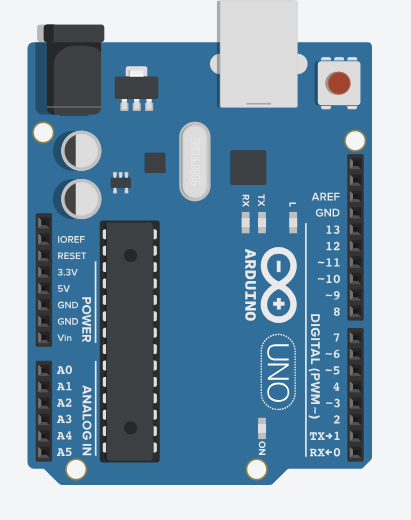 SPK16.000G
AREF
GND
13
12
~11
~10
~9
8
7
~6
~5
4
~3
2
TX→1
RX←0
DIGITAL (PWM ~)
RX
TX
L
ARDUINO
UNO
ON
IOREF
RESET
3.3V
5V
GND
GND
Vin
POWER
A0
A1
A2
A3
A4
A5
ANALOG IN